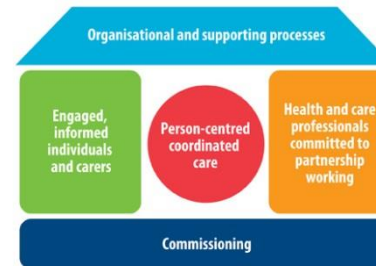 Organisational and supporting processes
Engaged,
informed
individuals
and carers
Person-centred
coordinated
care
Health and care
professionals
committed to
partnership
working
Commissioning